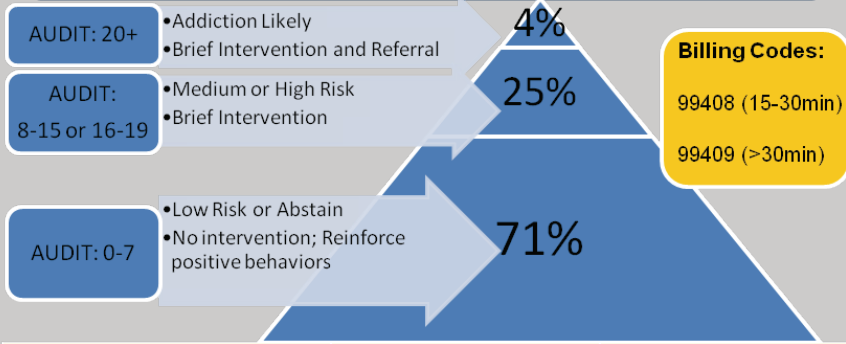 AUDIT: 20+
•Addiction Likely
•Brief Intervention and Referral
4%
AUDIT:
8-15 or 16-19
•Medium or High Risk
•Brief Intervention
25%
Billing Codes:
99408 (15-30min)
99409 (>30min)
AUDIT: 0-7
•Low Risk or Abstain
•No intervention; Reinforce
positive behaviors
71%